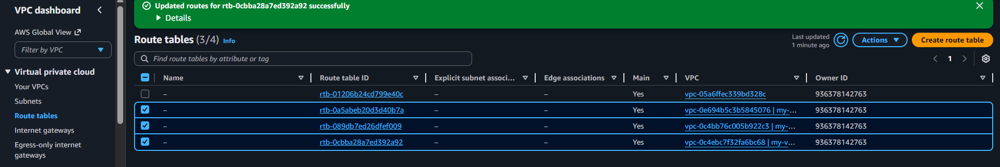 VPC dashboard
AWS Global View
Filter by VPC
Virtual private cloud
Your VPCs
Subnets
Route tables
Internet gateways
Egress-only internet
gateways
Updated routes for rtb-0cbba28a7ed392a92 successfully
Details
Route tables (3/4) Info
Last updated
1 minute ago
Actions
Create route table
Find route tables by attribute or tag
1
Name Route table ID Explicit subnet associ... Edge associations Main VPC Owner ID
– rtb-01206b24cd799e40c – – Yes vpc-05a6ffec339bd328c 936378142763
– rtb-0a5abeb20d3d40b7a – – Yes vpc-0e694b5c3b5845076 | my-... 936378142763
– rtb-089db7ed26dfef009 – – Yes vpc-0c4bb76c005b922c3 | my-... 936378142763
– rtb-0cbba28a7ed392a92 – – Yes vpc-0c4ebc7f32fa6bc68 | my-v... 936378142763